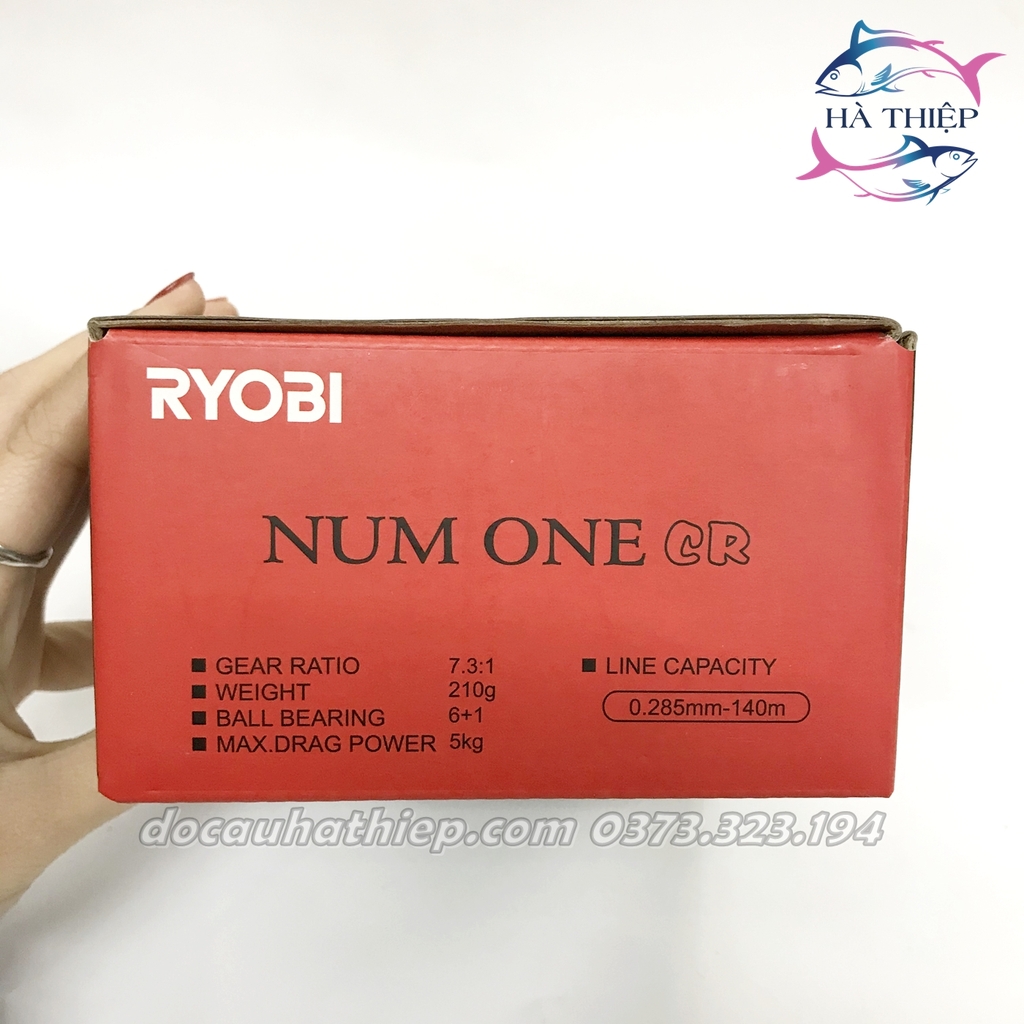 HÀ THIỆP
RYOBI
NUM ONE CR
■ GEAR RATIO 7.3:1
■ WEIGHT 210g
■ BALL BEARING 6+1
■ MAX.DRAG POWER 5kg
■ LINE CAPACITY
0.285mm-140m
docauhathiep.com 0373.323.194